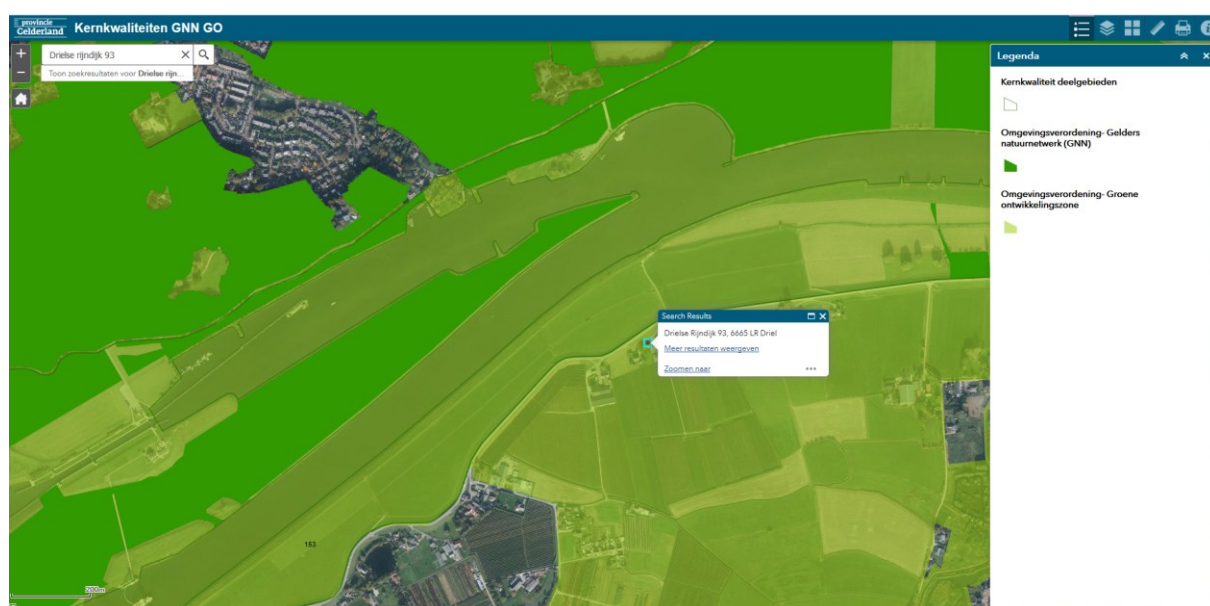 provincie
Gelderland
Kernkwaliteiten GNN GO
+
Drielse rijndijk 93
Toon zoekresultaten voor Drielse rijn...
−
Legenda
Kernkwaliteit deelgebieden
Omgevingsverordening- Gelders
natuurnetwerk (GNN)
Omgevingsverordening- Groene
ontwikkelingszone
Search Results
Drielse Rijndijk 93, 6665 LR Driel
Meer resultaten weergeven
Zoomen naar
153
200m